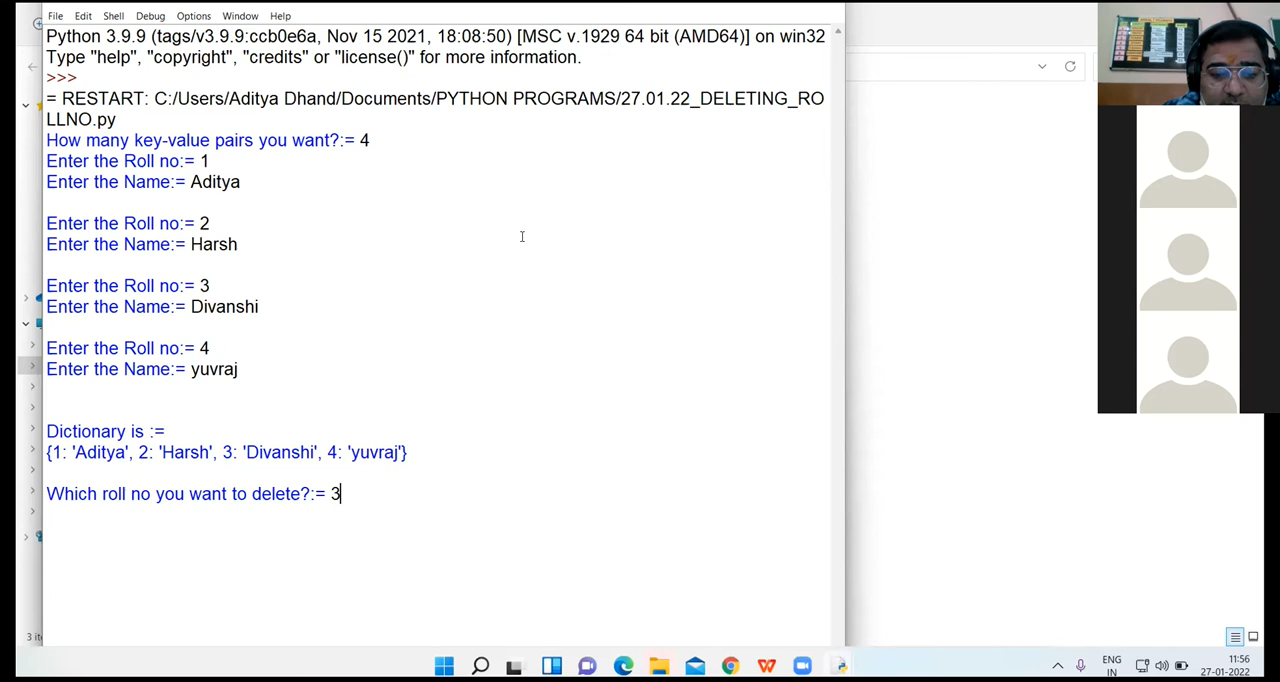 File Edit Shell Debug Options Window Help
Python 3.9.9 (tags/v3.9.9:ccb0e6a, Nov 15 2021, 18:08:50) [MSC v.1929 64 bit (AMD64)] on win32
Type "help", "copyright", "credits" or "license()" for more information.
>>>
= RESTART: C:/Users/Aditya Dhand/Documents/PYTHON PROGRAMS/27.01.22_DELETING_RO
LLNO.py
How many key-value pairs you want?:= 4
Enter the Roll no:= 1
Enter the Name:= Aditya
Enter the Roll no:= 2
Enter the Name:= Harsh
Enter the Roll no:= 3
Enter the Name:= Divanshi
Enter the Roll no:= 4
Enter the Name:= yuvraj
Dictionary is :=
{1: 'Aditya', 2: 'Harsh', 3: 'Divanshi', 4: 'yuvraj'}
Which roll no you want to delete?:= 3
3 it
ENG
IN
11:56
27-01-2022